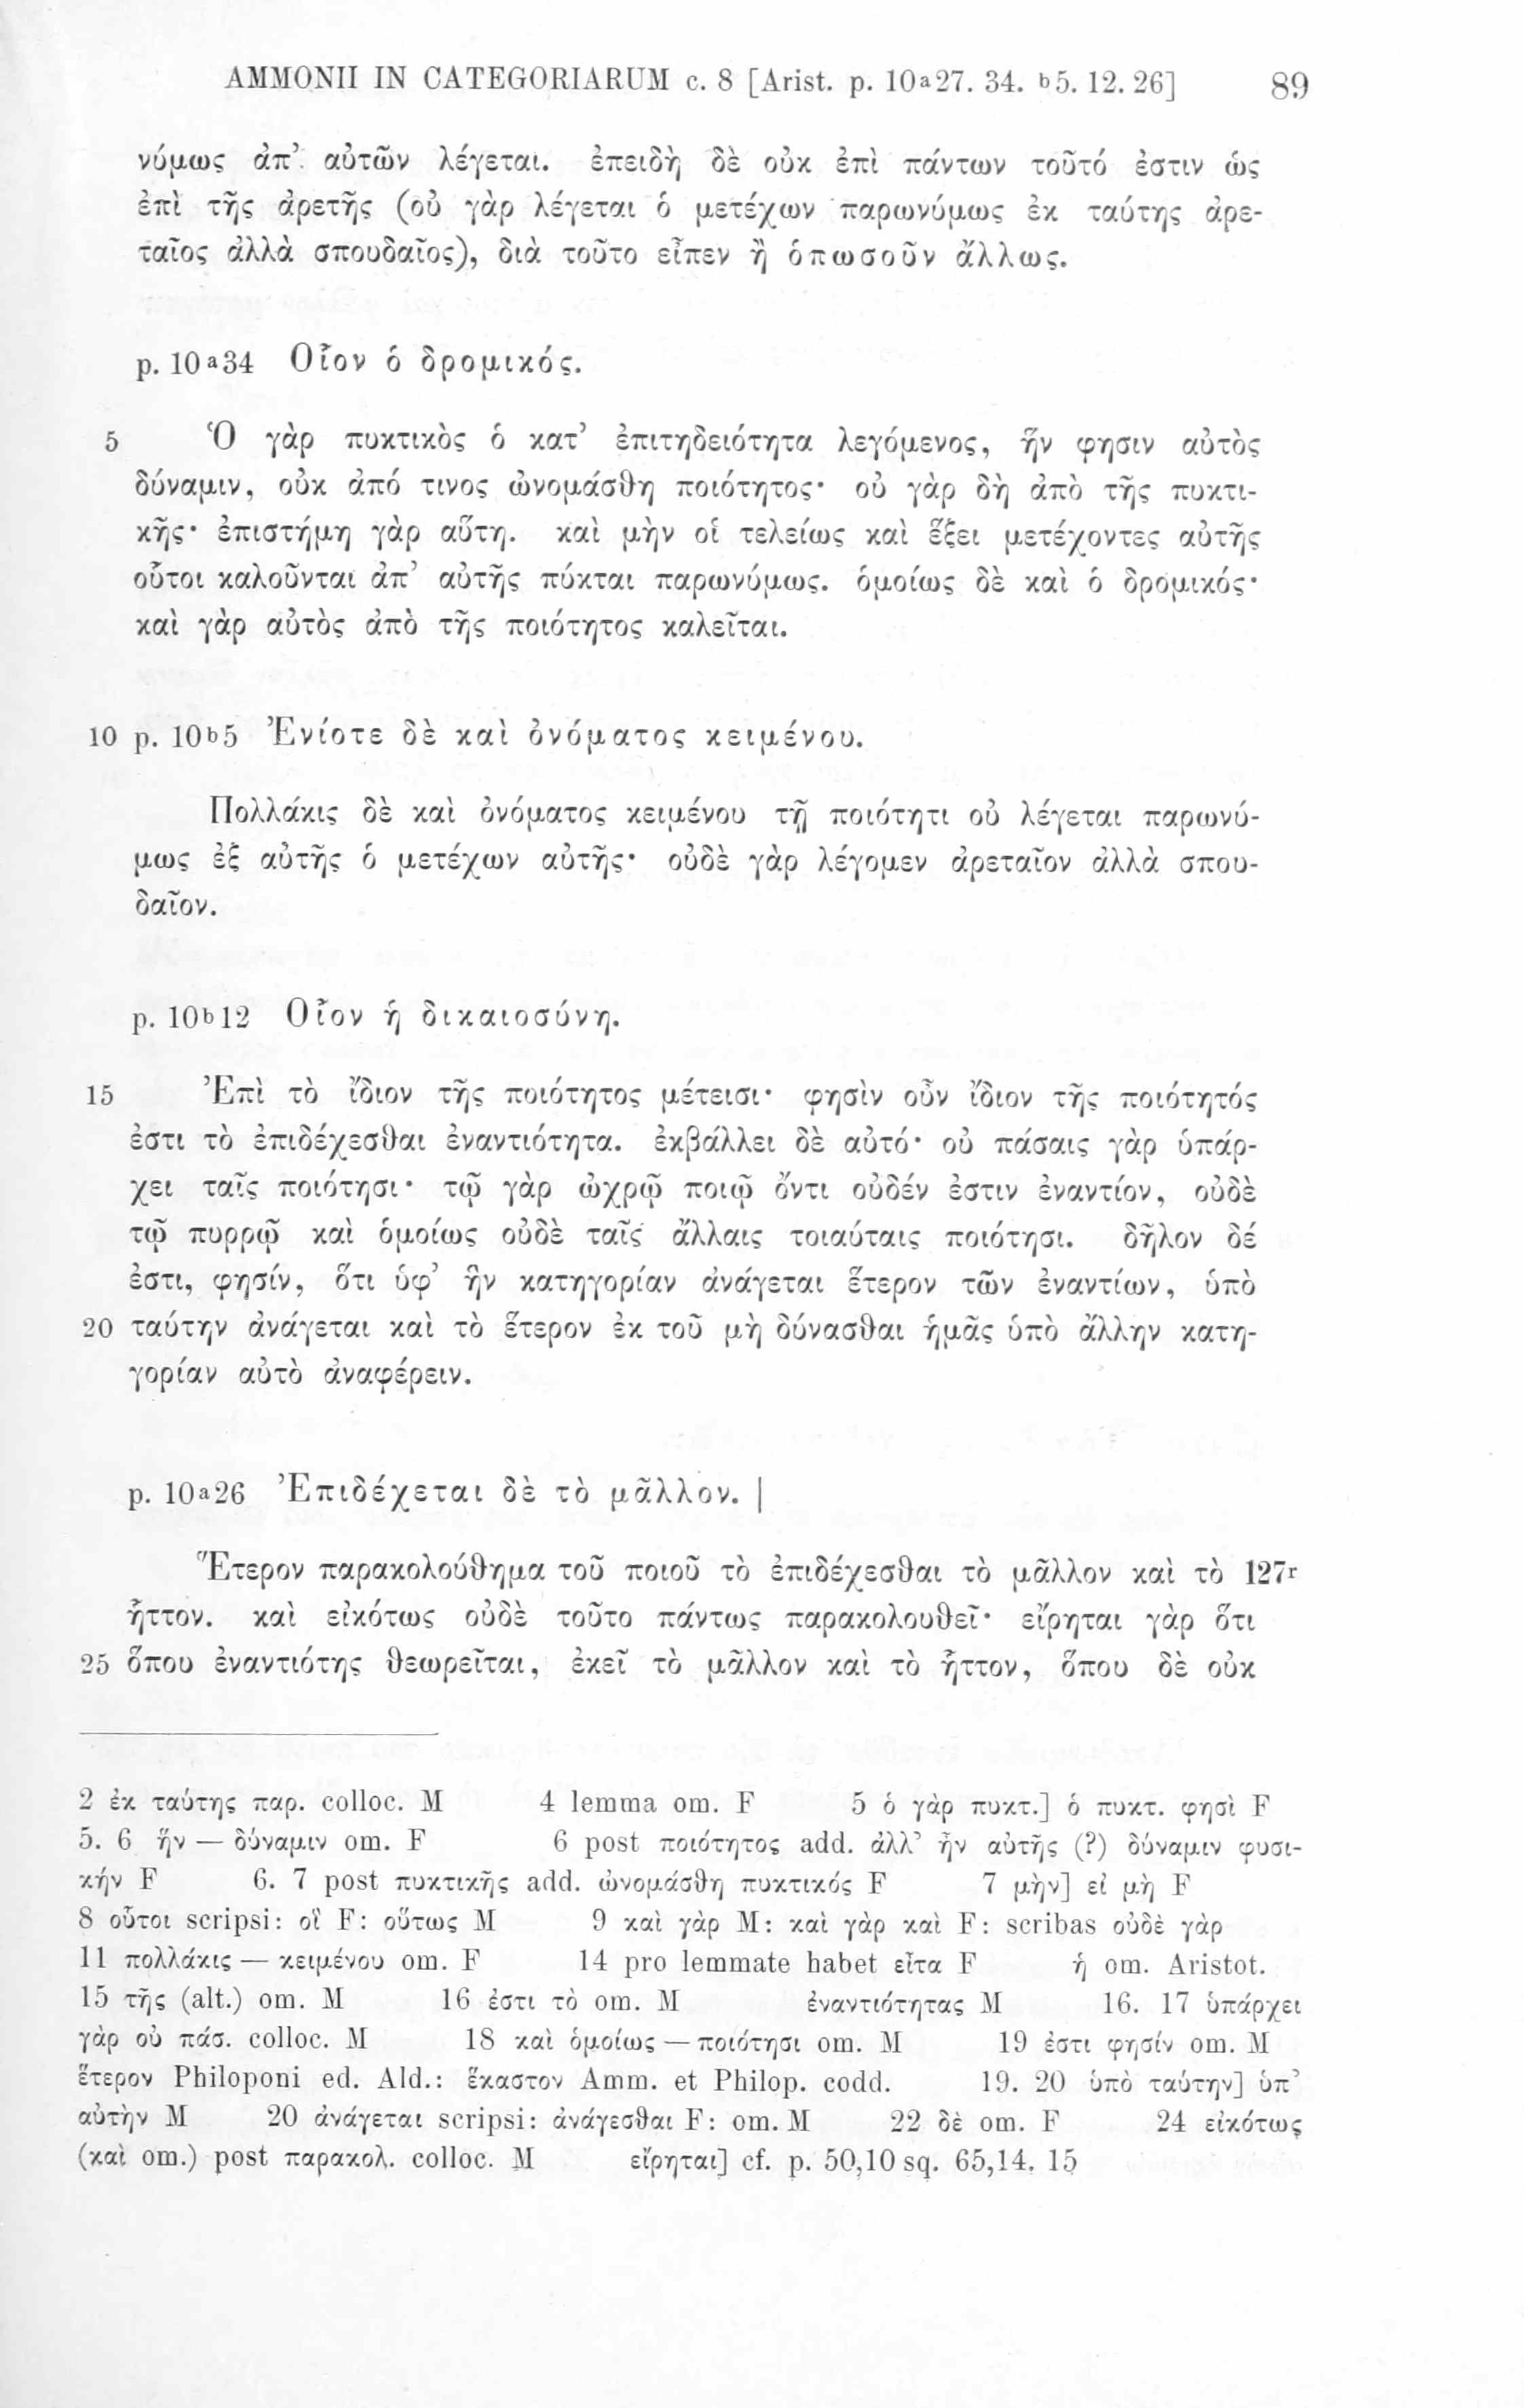 AMMONII IN CATEGORIARUM c. 8 [Arist. p. 10a27. 34. b5. 12. 26] 89
νύμως ἀπ’ αὐτῶν λέγεται. ἐπειδὴ δὲ οὐκ ἐπὶ πάντων τοῦτό ἐστιν ὡς
ἐπὶ τῆς ἀρετῆς (οὐ γὰρ λέγεται ὁ μετέχων παρωνύμως ἐκ ταύτης ἀρε-
ταῖος ἀλλὰ σπουδαῖος), διὰ τοῦτο εἶπεν ἢ ὁπωσοῦν ἄλλως.
p. 10a34 Οἷον ὁ δρομικός.
5 Ὁ γὰρ πυκτικὸς ὁ κατ’ ἐπιτηδειότητα λεγόμενος, ἥν φησιν αὐτὸς
δύναμιν, οὐκ ἀπό τινος ὠνομάσθη ποιότητος· οὐ γὰρ δὴ ἀπὸ τῆς πυκτι-
κῆς· ἐπιστήμη γὰρ αὕτη. καὶ μὴν οἱ τελείως καὶ ἕξει μετέχοντες αὐτῆς
οὗτοι καλοῦνται ἀπ’ αὐτῆς πύκται παρωνύμως. ὁμοίως δὲ καὶ ὁ δρομικός·
καὶ γὰρ αὐτὸς ἀπὸ τῆς ποιότητος καλεῖται.
10 p. 10b5 Ἐνίοτε δὲ καὶ ὀνόματος κειμένου.
Πολλάκις δὲ καὶ ὀνόματος κειμένου τῇ ποιότητι οὐ λέγεται παρωνύ-
μως ἐξ αὐτῆς ὁ μετέχων αὐτῆς· οὐδὲ γὰρ λέγομεν ἀρεταῖον ἀλλὰ σπου-
δαῖον.
p. 10b12 Οἷον ἡ δικαιοσύνη.
15 Ἐπὶ τὸ ἴδιον τῆς ποιότητος μέτεισι· φησὶν οὖν ἴδιον τῆς ποιότητός
ἐστι τὸ ἐπιδέχεσθαι ἐναντιότητα. ἐκβάλλει δὲ αὐτό· οὐ πάσαις γὰρ ὑπάρ-
χει ταῖς ποιότησι· τῷ γὰρ ὠχρῷ ποιῷ ὄντι οὐδέν ἐστιν ἐναντίον, οὐδὲ
τῷ πυρρῷ καὶ ὁμοίως οὐδὲ ταῖς ἄλλαις τοιαύταις ποιότησι. δῆλον δέ
ἐστι, φησίν, ὅτι ὑφ’ ἣν κατηγορίαν ἀνάγεται ἕτερον τῶν ἐναντίων, ὑπὸ
20 ταύτην ἀνάγεται καὶ τὸ ἕτερον ἐκ τοῦ μὴ δύνασθαι ἡμᾶς ὑπὸ ἄλλην κατη-
γορίαν αὐτὸ ἀναφέρειν.
p. 10a26 Ἐπιδέχεται δὲ τὸ μᾶλλον. |
Ἕτερον παρακολούθημα τοῦ ποιοῦ τὸ ἐπιδέχεσθαι τὸ μᾶλλον καὶ τὸ 127r
ἧττον. καὶ εἰκότως οὐδὲ τοῦτο πάντως παρακολουθεῖ· εἴρηται γὰρ ὅτι
25 ὅπου ἐναντιότης θεωρεῖται, ἐκεῖ τὸ μᾶλλον καὶ τὸ ἧττον, ὅπου δὲ οὐκ
2 ἐκ ταύτης παρ. colloc. M 4 lemma om. F 5 ὁ γὰρ πυκτ.] ὁ πυκτ. φησὶ F
5. 6 ἥν — δύναμιν om. F 6 post ποιότητος add. ἀλλ’ ἦν αὐτῆς (?) δύναμιν φυσι-
κήν F 6. 7 post πυκτικῆς add. ὠνομάσθη πυκτικός F 7 μὴν] εἰ μὴ F
8 οὗτοι scripsi: οἳ F: οὕτως M 9 καὶ γὰρ M: καὶ γὰρ καὶ F: scribas οὐδὲ γὰρ
11 πολλάκις — κειμένου om. F 14 pro lemmate habet εἶτα F ἡ om. Aristot.
15 τῆς (alt.) om. M 16 ἐστι τὸ om. M ἐναντιότητας M 16. 17 ὑπάρχει
γὰρ οὐ πάσ. colloc. M 18 καὶ ὁμοίως — ποιότησι om. M 19 ἐστι φησίν om. M
ἕτερον Philoponi ed. Ald.: ἕκαστον Amm. et Philop. codd. 19. 20 ὑπὸ ταύτην] ὑπ’
αὐτὴν M 20 ἀνάγεται scripsi: ἀνάγεσθαι F: om. M 22 δὲ om. F 24 εἰκότως
(καὶ om.) post παρακολ. colloc. M εἴρηται] cf. p. 50,10 sq. 65,14. 15